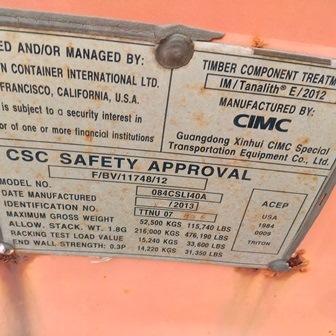 ED AND/OR MANAGED BY:
N CONTAINER INTERNATIONAL LTD.
FRANCISCO, CALIFORNIA, U.S.A.
is subject to a security interest
of one or more financial institutions
TIMBER COMPONENT TREATM
IM/Tanalith® E/2012
MANUFACTURED BY:
CIMC
Guangdong Xinhui CIMC Special
Transportation Equipment Co., Ltd.
CSC SAFETY APPROVAL
F/BV/11748/12
MODEL NO. 084CSLI40A
DATE MANUFACTURED /2013
IDENTIFICATION NO. TTNU 07
MAXIMUM GROSS WEIGHT 52,500 KGS 115,740 LBS
ALLOW. STACK. WT. 1.8G 216,000 KGS 476,190 LBS
RACKING TEST LOAD VALUE 15,240 KGS 33,600 LBS
END WALL STRENGTH: 0.3P 14,220 KGS 31,350 LBS
ACEP
USA
1984
0009
TRITON